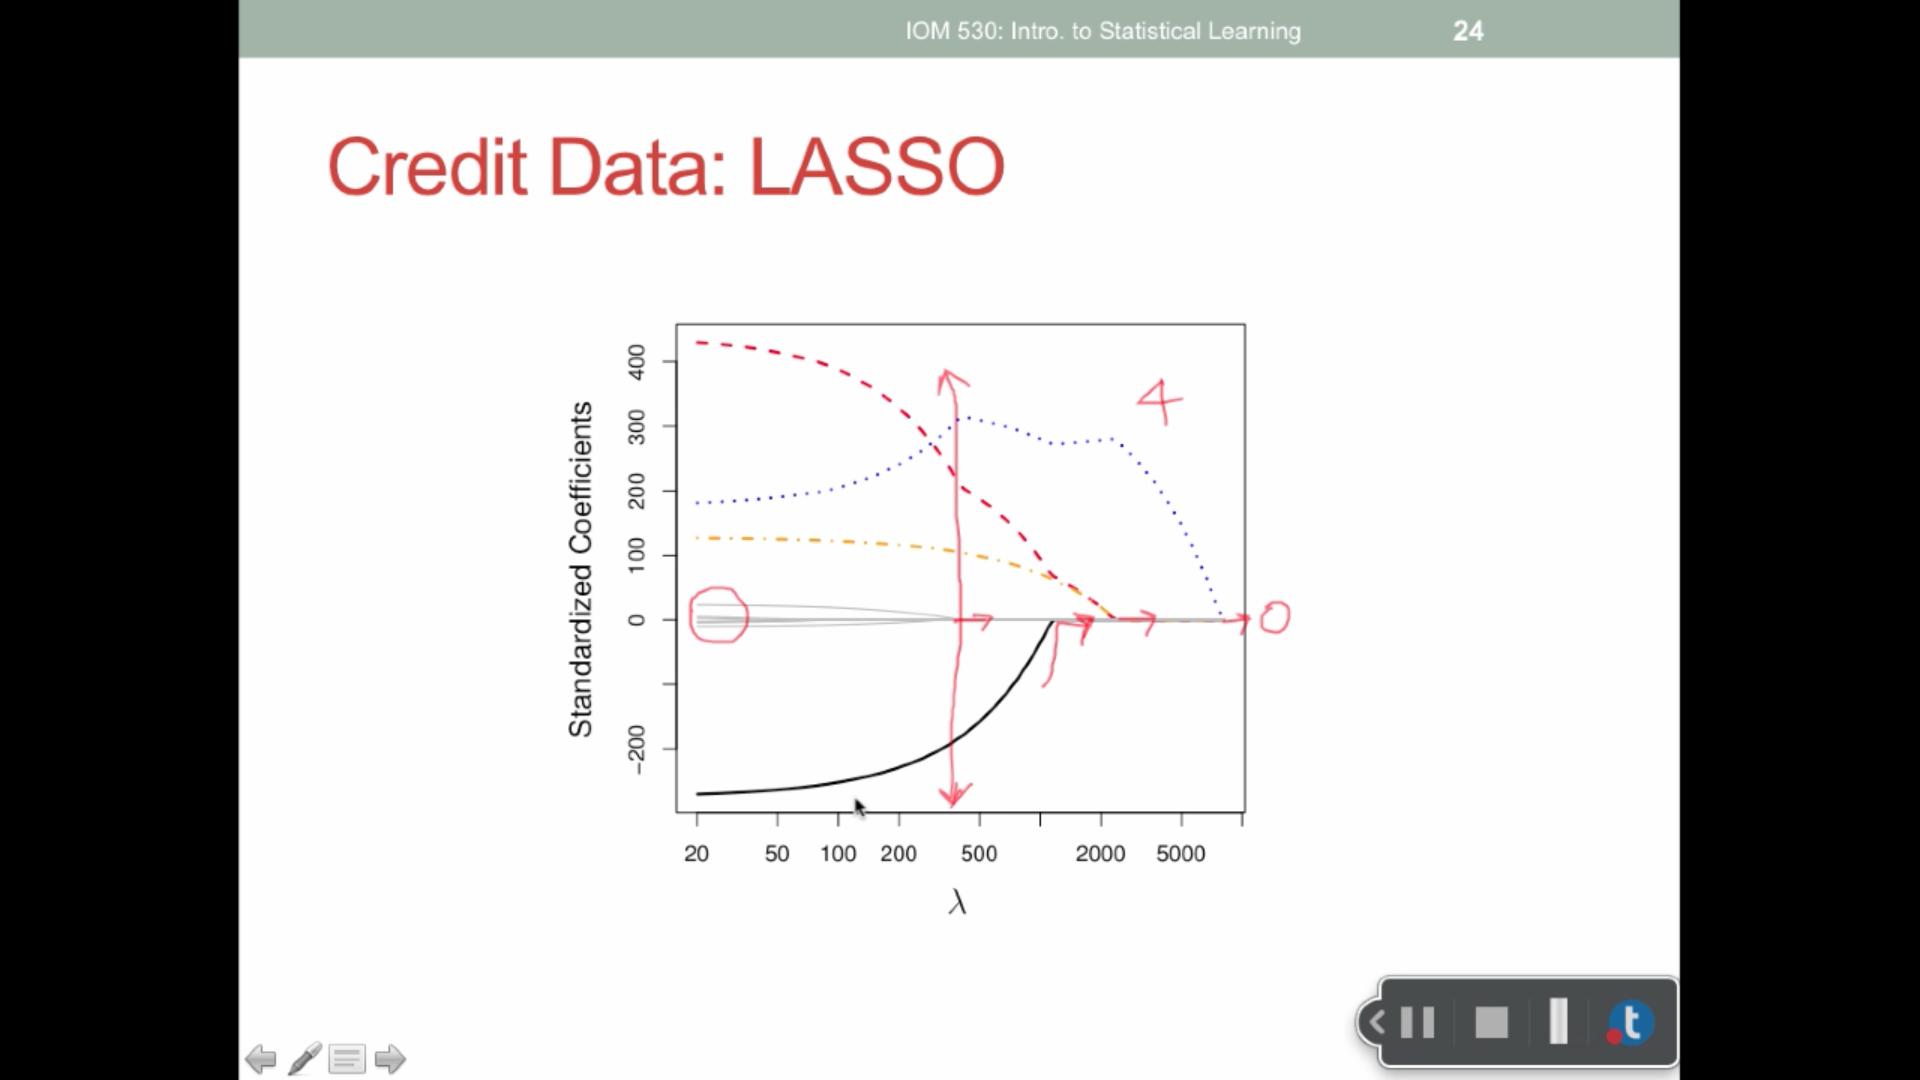 IOM 530: Intro. to Statistical Learning 24
Credit Data: LASSO
Standardized Coefficients
400
300
200
100
0
−200
4
0
20 50 100 200 500 2000 5000
λ
t